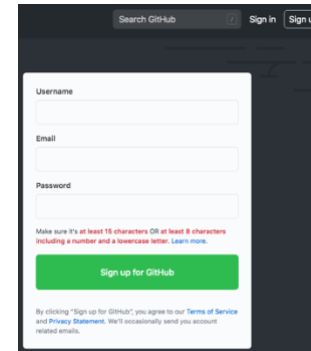 Search GitHub /
Sign in
Sign u
Username
Email
Password
Make sure it's at least 15 characters OR at least 8 characters
including a number and a lowercase letter. Learn more.
Sign up for GitHub
By clicking "Sign up for GitHub", you agree to our Terms of Service
and Privacy Statement. We'll occasionally send you account
related emails.